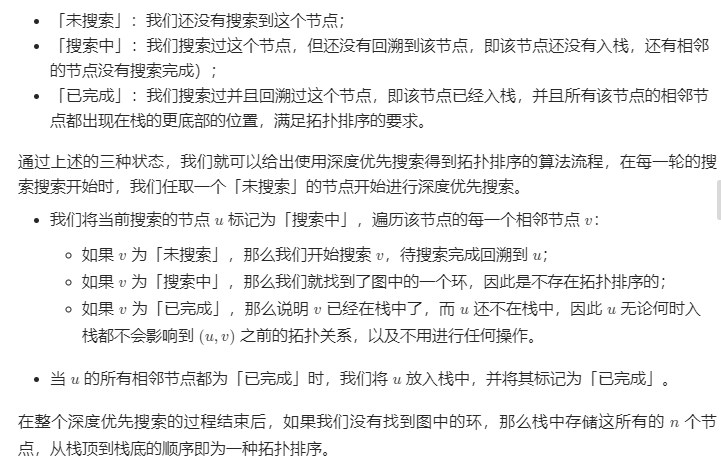 「未搜索」：我们还没有搜索到这个节点；
「搜索中」：我们搜索过这个节点，但还没有回溯到该节点，即该节点还没有入栈，还有相邻
的节点没有搜索完成）；
「已完成」：我们搜索过并且回溯过这个节点，即该节点已经入栈，并且所有该节点的相邻节
点都出现在栈的更底部的位置，满足拓扑排序的要求。
通过上述的三种状态，我们就可以给出使用深度优先搜索得到拓扑排序的算法流程，在每一轮的搜
索搜索开始时，我们任取一个「未搜索」的节点开始进行深度优先搜索。
我们将当前搜索的节点 u 标记为「搜索中」，遍历该节点的每一个相邻节点 v：
如果 v 为「未搜索」，那么我们开始搜索 v，待搜索完成回溯到 u；
如果 v 为「搜索中」，那么我们就找到了图中的一个环，因此是不存在拓扑排序的；
如果 v 为「已完成」，那么说明 v 已经在栈中了，而 u 还不在栈中，因此 u 无论何时入
栈都不会影响到 (u, v) 之前的拓扑关系，以及不用进行任何操作。
当 u 的所有相邻节点都为「已完成」时，我们将 u 放入栈中，并将其标记为「已完成」。
在整个深度优先搜索的过程结束后，如果我们没有找到图中的环，那么栈中存储这所有的 n 个节
点，从栈顶到栈底的顺序即为一种拓扑排序。